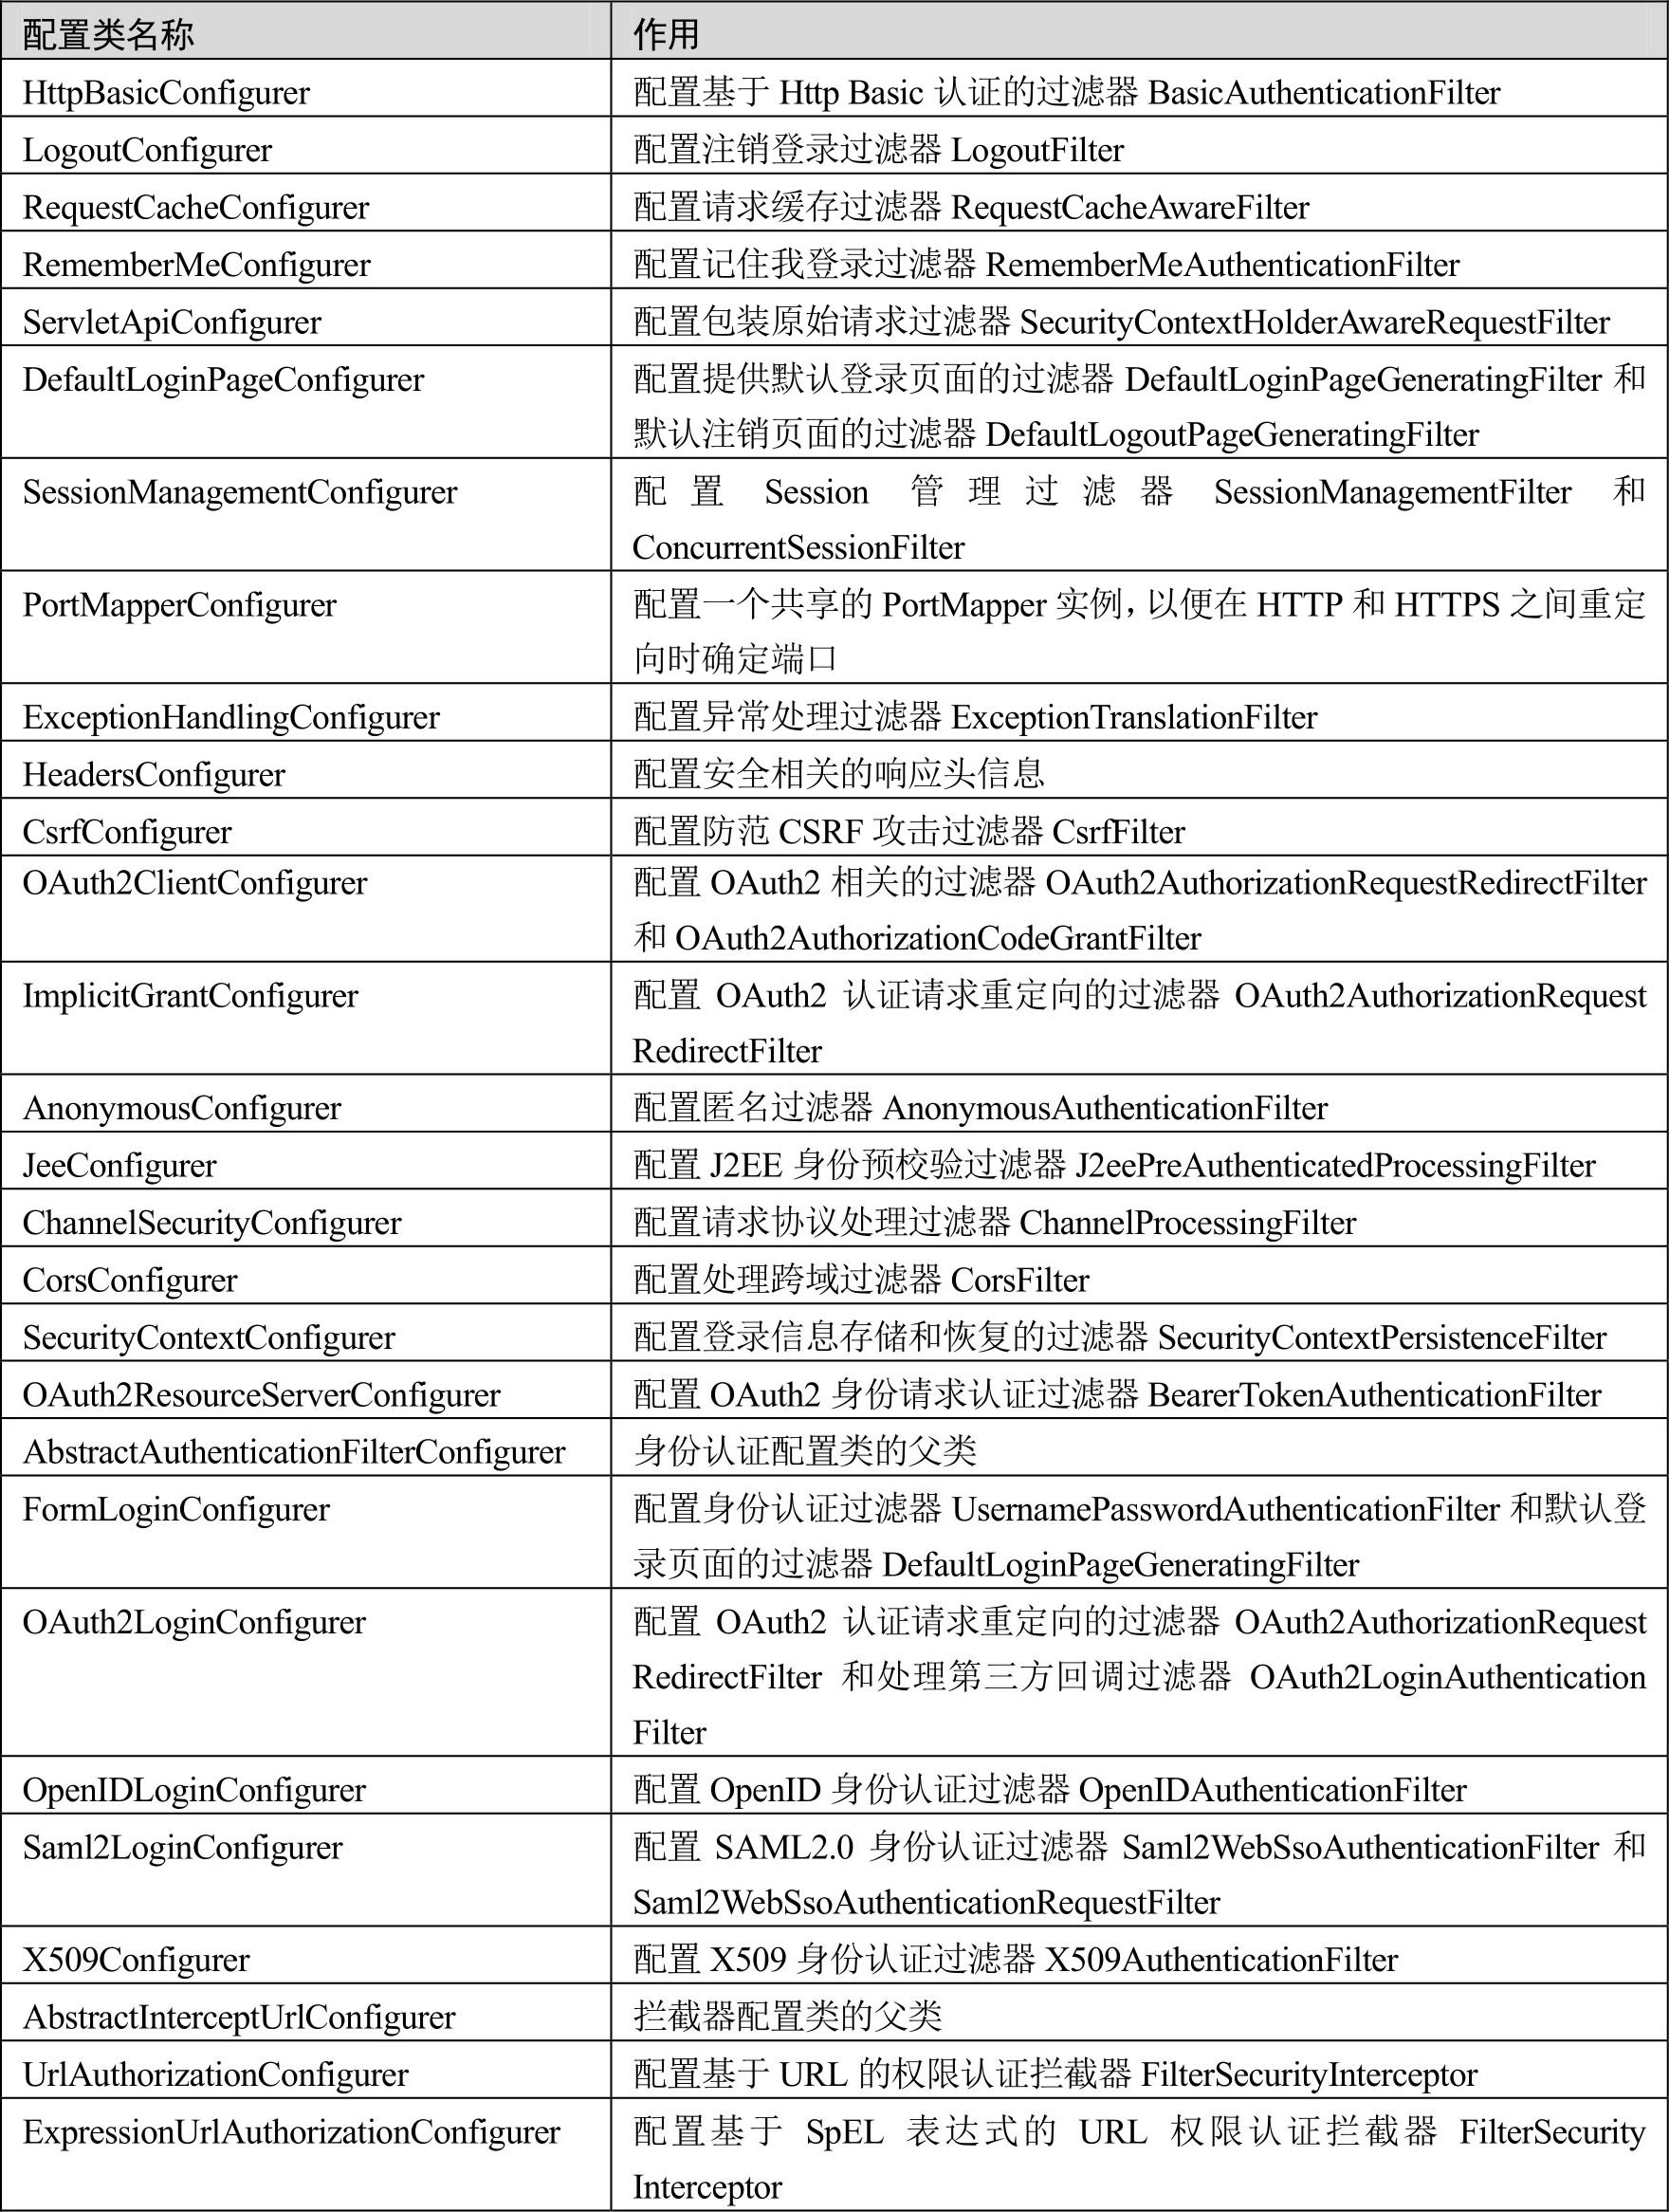 配置类名称 作用
HttpBasicConfigurer 配置基于 Http Basic 认证的过滤器 BasicAuthenticationFilter
LogoutConfigurer 配置注销登录过滤器 LogoutFilter
RequestCacheConfigurer 配置请求缓存过滤器 RequestCacheAwareFilter
RememberMeConfigurer 配置记住我登录过滤器 RememberMeAuthenticationFilter
ServletApiConfigurer 配置包装原始请求过滤器 SecurityContextHolderAwareRequestFilter
DefaultLoginPageConfigurer 配置提供默认登录页面的过滤器 DefaultLoginPageGeneratingFilter 和
默认注销页面的过滤器 DefaultLogoutPageGeneratingFilter
SessionManagementConfigurer 配置 Session 管理过滤器 SessionManagementFilter 和
ConcurrentSessionFilter
PortMapperConfigurer 配置一个共享的 PortMapper 实例，以便在 HTTP 和 HTTPS 之间重定
向时确定端口
ExceptionHandlingConfigurer 配置异常处理过滤器 ExceptionTranslationFilter
HeadersConfigurer 配置安全相关的响应头信息
CsrfConfigurer 配置防范 CSRF 攻击过滤器 CsrfFilter
OAuth2ClientConfigurer 配置 OAuth2 相关的过滤器 OAuth2AuthorizationRequestRedirectFilter
和 OAuth2AuthorizationCodeGrantFilter
ImplicitGrantConfigurer 配置 OAuth2 认证请求重定向的过滤器 OAuth2AuthorizationRequest
RedirectFilter
AnonymousConfigurer 配置匿名过滤器 AnonymousAuthenticationFilter
JeeConfigurer 配置 J2EE 身份预校验过滤器 J2eePreAuthenticatedProcessingFilter
ChannelSecurityConfigurer 配置请求协议处理过滤器 ChannelProcessingFilter
CorsConfigurer 配置处理跨域过滤器 CorsFilter
SecurityContextConfigurer 配置登录信息存储和恢复的过滤器 SecurityContextPersistenceFilter
OAuth2ResourceServerConfigurer 配置 OAuth2 身份请求认证过滤器 BearerTokenAuthenticationFilter
AbstractAuthenticationFilterConfigurer 身份认证配置类的父类
FormLoginConfigurer 配置身份认证过滤器 UsernamePasswordAuthenticationFilter 和默认登
录页面的过滤器 DefaultLoginPageGeneratingFilter
OAuth2LoginConfigurer 配置 OAuth2 认证请求重定向的过滤器 OAuth2AuthorizationRequest
RedirectFilter 和处理第三方回调过滤器 OAuth2LoginAuthentication
Filter
OpenIDLoginConfigurer 配置 OpenID 身份认证过滤器 OpenIDAuthenticationFilter
Saml2LoginConfigurer 配置 SAML2.0 身份认证过滤器 Saml2WebSsoAuthenticationFilter 和
Saml2WebSsoAuthenticationRequestFilter
X509Configurer 配置 X509 身份认证过滤器 X509AuthenticationFilter
AbstractInterceptUrlConfigurer 拦截器配置类的父类
UrlAuthorizationConfigurer 配置基于 URL 的权限认证拦截器 FilterSecurityInterceptor
ExpressionUrlAuthorizationConfigurer 配置基于 SpEL 表达式的 URL 权限认证拦截器 FilterSecurity
Interceptor